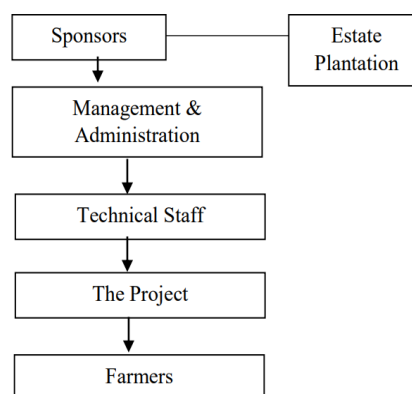 Sponsors
Estate
Plantation
Management &
Administration
Technical Staff
The Project
Farmers